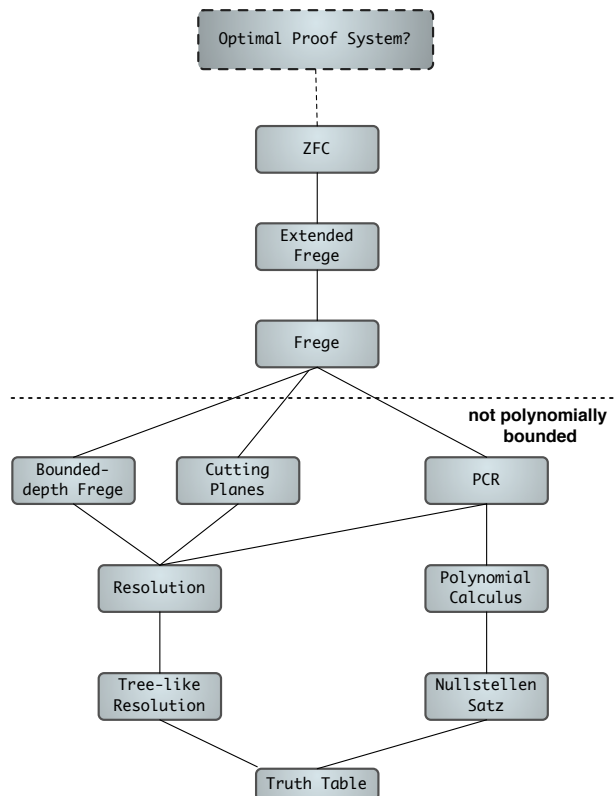 Optimal Proof System?
ZFC
Extended
Frege
Frege
not polynomially
bounded
Bounded-
depth Frege
Cutting
Planes
PCR
Resolution
Polynomial
Calculus
Tree-like
Resolution
Nullstellen
Satz
Truth Table